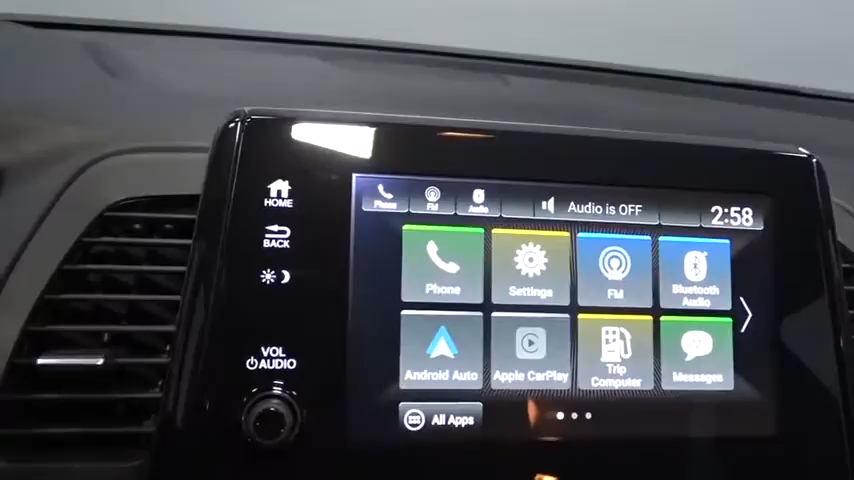 HOME
BACK
VOL
AUDIO
Phone
FM
Audio
Audio is OFF
2:58
Phone
Settings
FM
Bluetooth
Audio
Android Auto
Apple CarPlay
Trip
Computer
Messages
All Apps